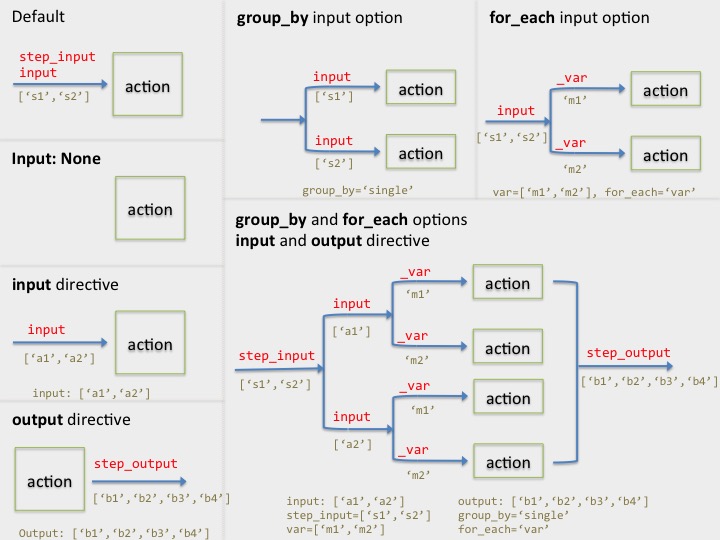 Default
step_input
input
[‘s1’,‘s2’]
action
Input: None
action
input directive
input
[‘a1’,‘a2’]
action
input: [‘a1’,‘a2’]
output directive
action
step_output
[‘b1’,‘b2’,‘b3’,‘b4’]
Output: [‘b1’,‘b2’,‘b3’,‘b4’]
group_by input option
input
[‘s1’]
action
input
[‘s2’]
action
group_by=‘single’
for_each input option
input
[‘s1’,‘s2’]
_var
‘m1’
action
_var
‘m2’
action
var=[‘m1’,‘m2’], for_each=‘var’
group_by and for_each options
input and output directive
step_input
[‘s1’,‘s2’]
input
[‘a1’]
_var
‘m1’
action
_var
‘m2’
action
input
[‘a2’]
_var
‘m1’
action
_var
‘m2’
action
step_output
[‘b1’,‘b2’,‘b3’,‘b4’]
input: [‘a1’,‘a2’]
step_input=[‘s1’,‘s2’]
var=[‘m1’,‘m2’]
output: [‘b1’,‘b2’,‘b3’,‘b4’]
group_by=‘single’
for_each=‘var’